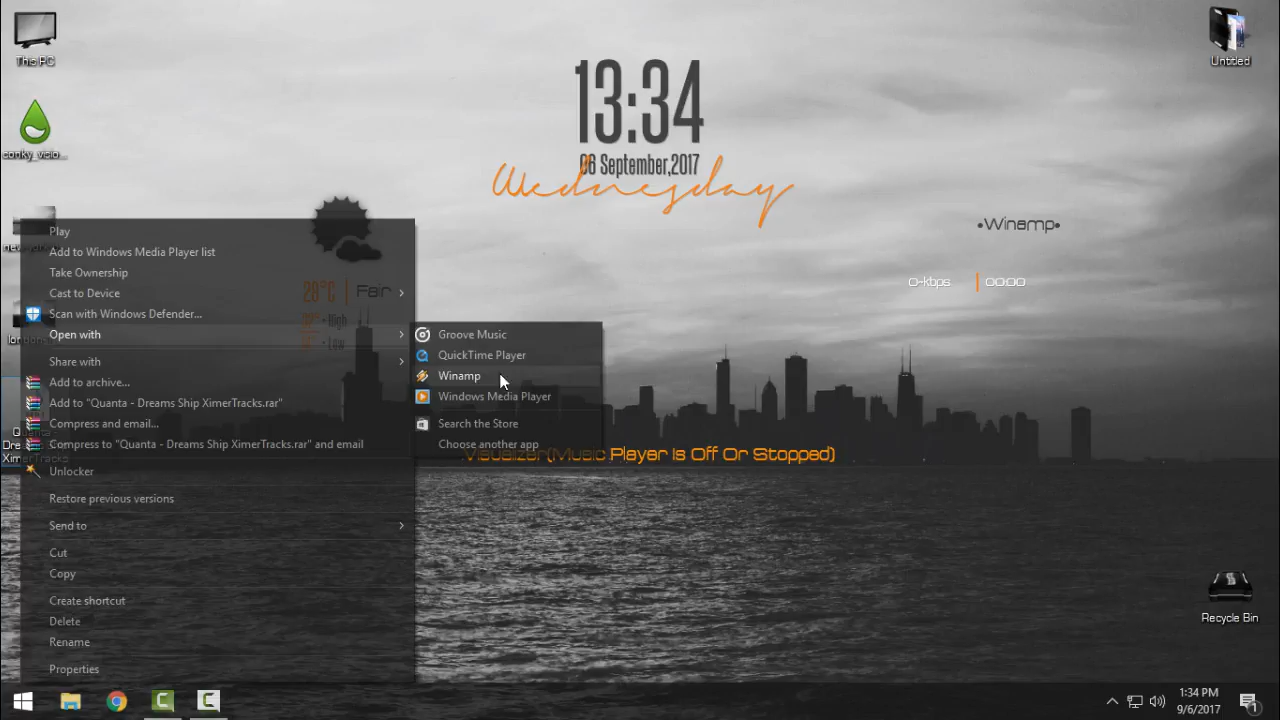 This PC
Untitled
conky_visio...
13:34
06 September,2017
Wednesday
•Winamp•
0-kbps
00:00
28°C
Fair
High
Low
Play
Add to Windows Media Player list
Take Ownership
Cast to Device
Scan with Windows Defender...
Open with
Share with
Add to archive...
Add to "Quanta - Dreams Ship XimerTracks.rar"
Compress and email...
Compress to "Quanta - Dreams Ship XimerTracks.rar" and email
Unlocker
Restore previous versions
Send to
Cut
Copy
Create shortcut
Delete
Rename
Properties
Groove Music
QuickTime Player
Winamp
Windows Media Player
Search the Store
Choose another app
Visualizer(Music Player Is Off Or Stopped)
XimerTracks
Recycle Bin
1:34 PM
9/6/2017
1